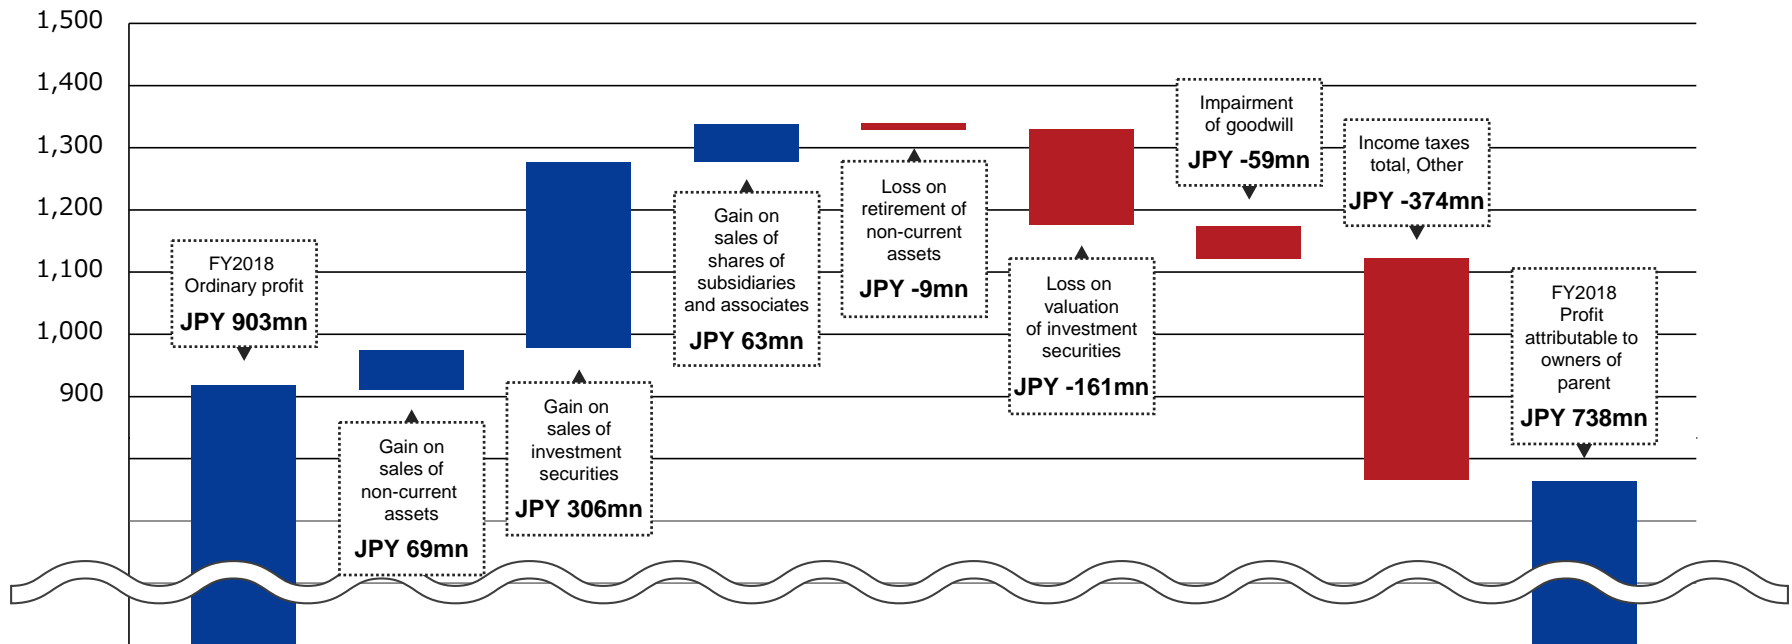 1,500
1,400
1,300
1,200
1,100
1,000
900
FY2018
Ordinary profit
JPY 903mn
Gain on
sales of
non-current
assets
JPY 69mn
Gain on
sales of
investment
securities
JPY 306mn
Gain on
sales of
shares of
subsidiaries
and associates
JPY 63mn
Loss on
retirement of
non-current
assets
JPY -9mn
Loss on
valuation
of investment
securities
JPY -161mn
Impairment
of goodwill
JPY -59mn
Income taxes
total, Other
JPY -374mn
FY2018
Profit
attributable to
owners of
parent
JPY 738mn